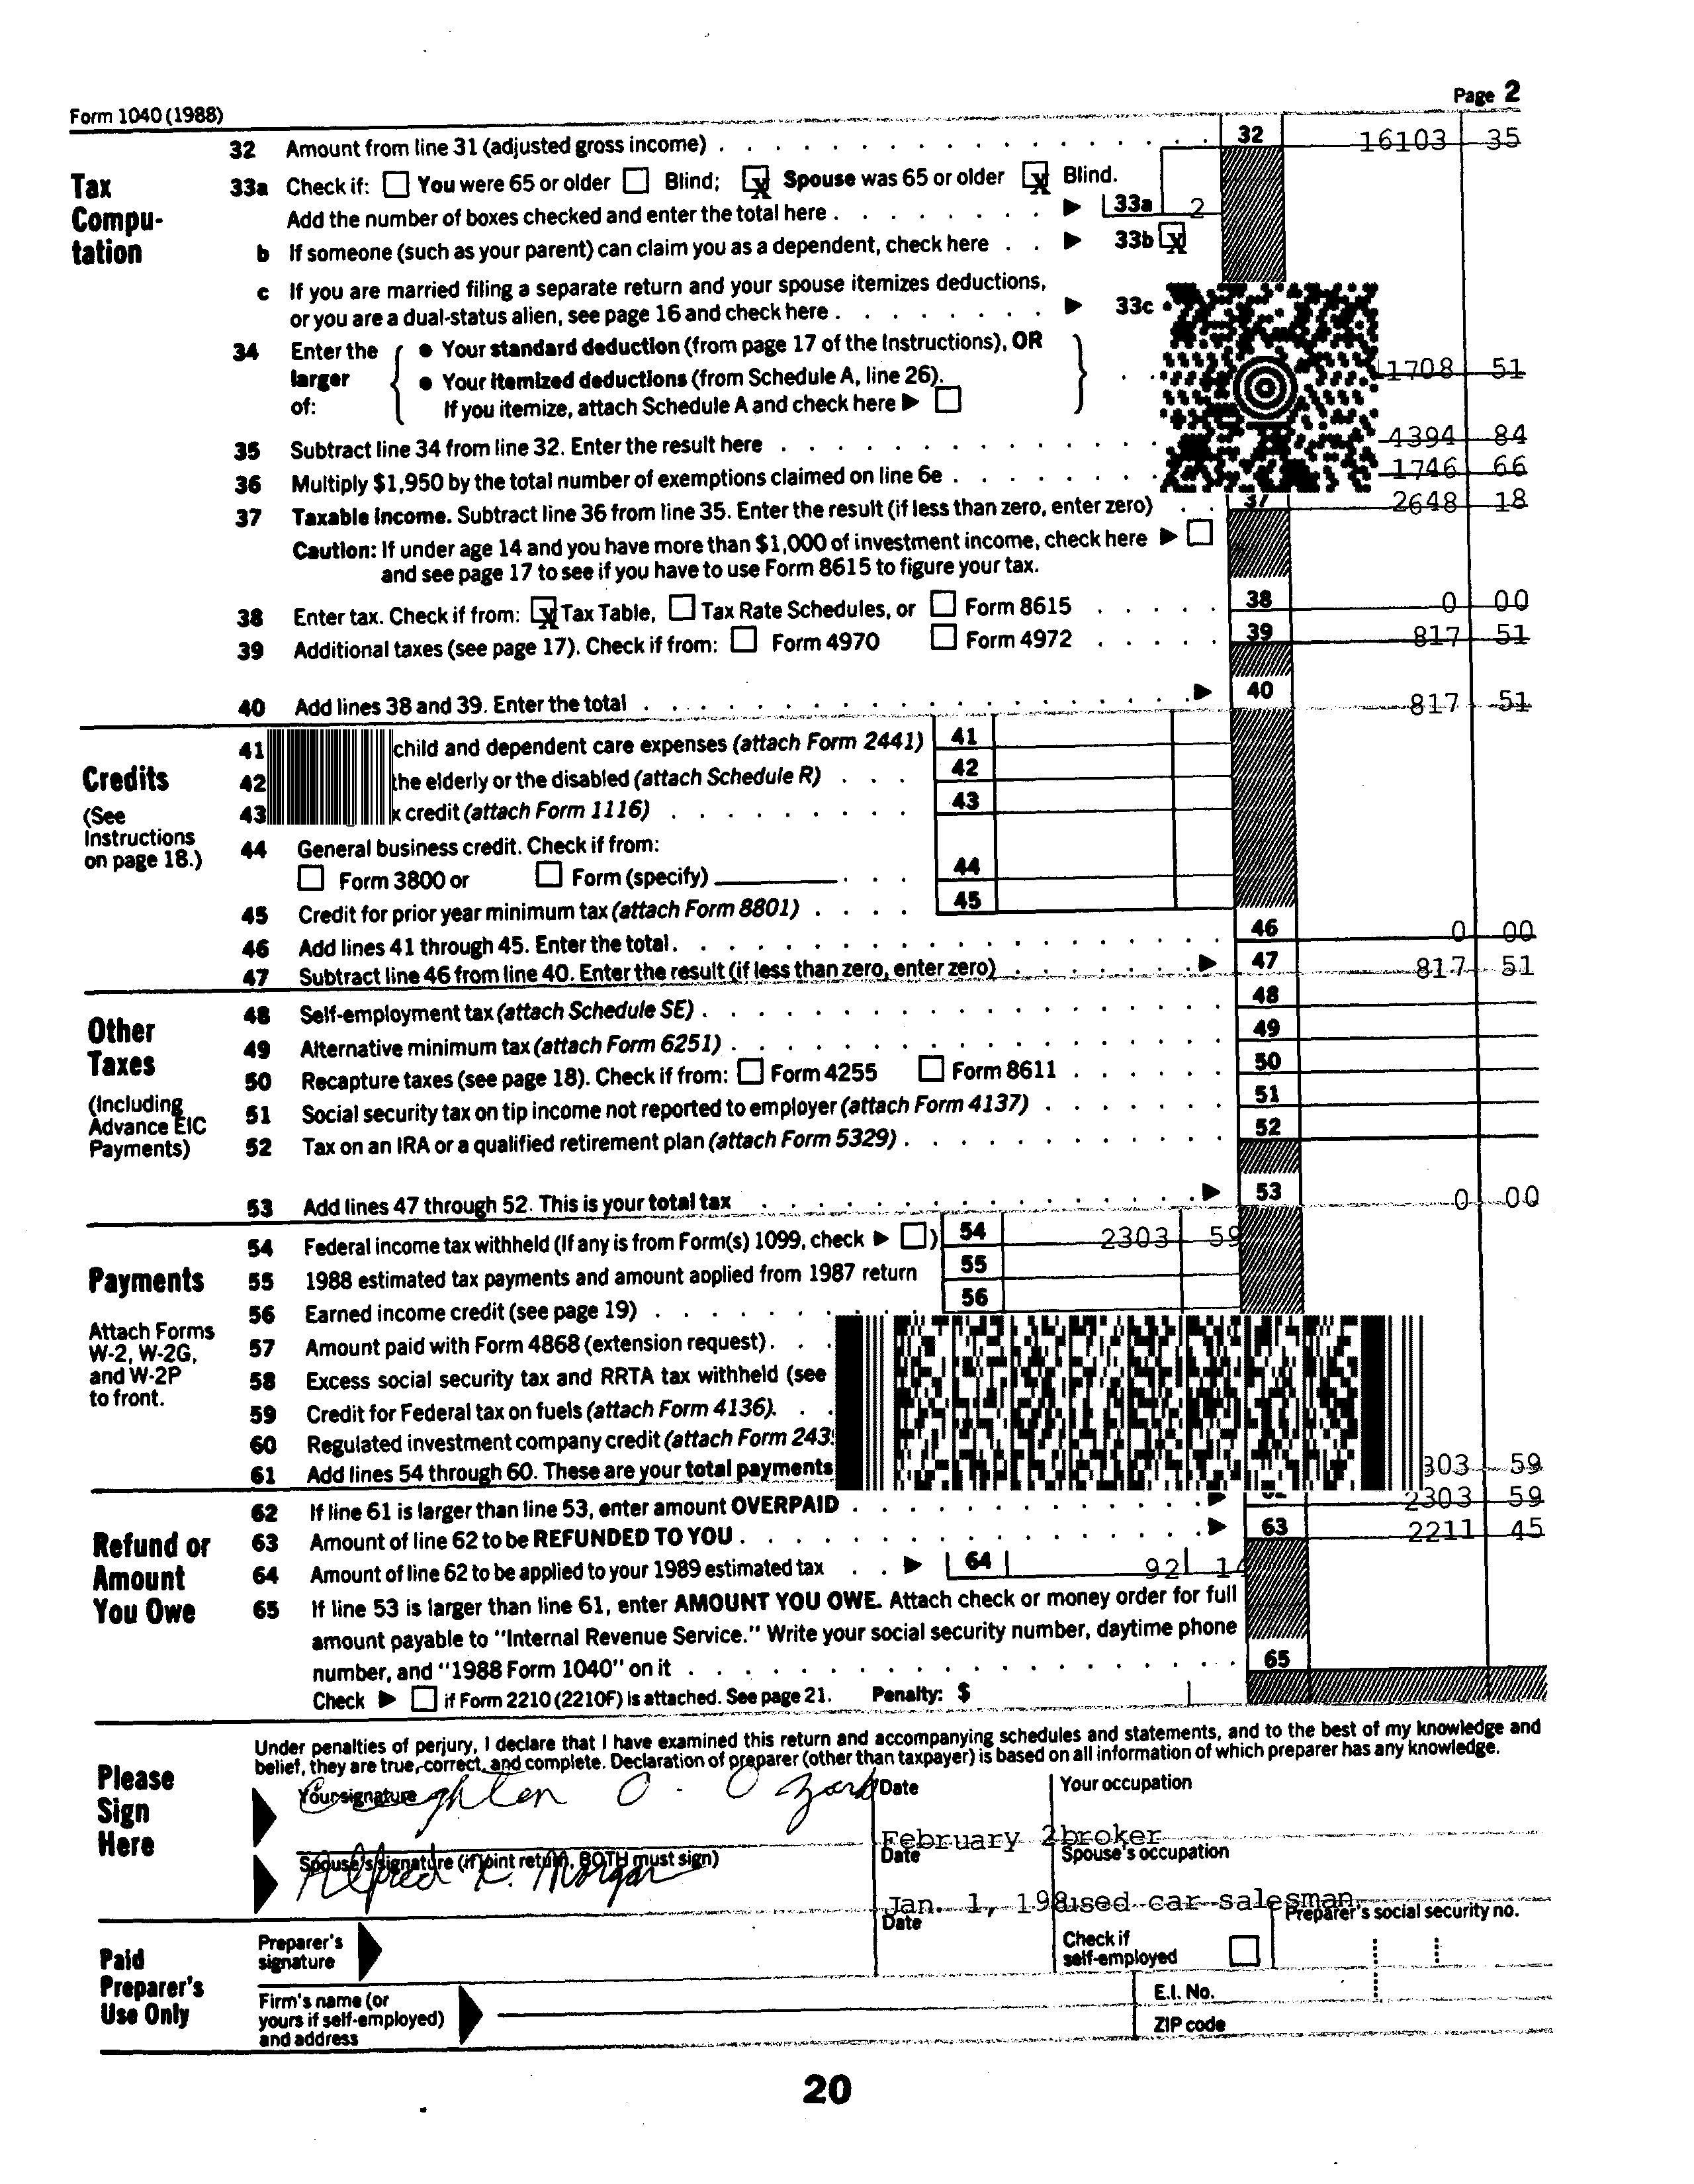 Form 1040 (1988) Page 2
32 Amount from line 31 (adjusted gross income) 32 16103 35
Tax Computation
33a Check if: You were 65 or older Blind; X Spouse was 65 or older X Blind.
Add the number of boxes checked and enter the total here 33a 2
b If someone (such as your parent) can claim you as a dependent, check here 33b X
c If you are married filing a separate return and your spouse itemizes deductions,
or you are a dual-status alien, see page 16 and check here 33c
34 Enter the larger of: { • Your standard deduction (from page 17 of the Instructions), OR
• Your itemized deductions (from Schedule A, line 26).
If you itemize, attach Schedule A and check here } 1708 51
35 Subtract line 34 from line 32. Enter the result here 4394 84
36 Multiply $1,950 by the total number of exemptions claimed on line 6e 1746 66
37 Taxable income. Subtract line 36 from line 35. Enter the result (if less than zero, enter zero) 37 2648 18
Caution: If under age 14 and you have more than $1,000 of investment income, check here
and see page 17 to see if you have to use Form 8615 to figure your tax.
38 Enter tax. Check if from: X Tax Table, Tax Rate Schedules, or Form 8615 38 0 00
39 Additional taxes (see page 17). Check if from: Form 4970 Form 4972 39 817 51
40 Add lines 38 and 39. Enter the total 40 817 51
Credits
(See Instructions on page 18.)
41 child and dependent care expenses (attach Form 2441) 41
42 the elderly or the disabled (attach Schedule R) 42
43 x credit (attach Form 1116) 43
44 General business credit. Check if from:
Form 3800 or Form (specify) 44
45 Credit for prior year minimum tax (attach Form 8801) 45
46 Add lines 41 through 45. Enter the total. 46 0 00
47 Subtract line 46 from line 40. Enter the result (if less than zero, enter zero) 47 817 51
Other Taxes
(Including Advance EIC Payments)
48 Self-employment tax (attach Schedule SE) 48
49 Alternative minimum tax (attach Form 6251) 49
50 Recapture taxes (see page 18). Check if from: Form 4255 Form 8611 50
51 Social security tax on tip income not reported to employer (attach Form 4137) 51
52 Tax on an IRA or a qualified retirement plan (attach Form 5329) 52
53 Add lines 47 through 52. This is your total tax 53 0 00
Payments
Attach Forms W-2, W-2G, and W-2P to front.
54 Federal income tax withheld (If any is from Form(s) 1099, check ) 54 2303 59
55 1988 estimated tax payments and amount applied from 1987 return 55
56 Earned income credit (see page 19) 56
57 Amount paid with Form 4868 (extension request).
58 Excess social security tax and RRTA tax withheld (see
59 Credit for Federal tax on fuels (attach Form 4136).
60 Regulated investment company credit (attach Form 243
61 Add lines 54 through 60. These are your total payments 303 59
Refund or Amount You Owe
62 If line 61 is larger than line 53, enter amount OVERPAID 2303 59
63 Amount of line 62 to be REFUNDED TO YOU 63 2211 45
64 Amount of line 62 to be applied to your 1989 estimated tax 64 92 14
65 If line 53 is larger than line 61, enter AMOUNT YOU OWE. Attach check or money order for full
amount payable to "Internal Revenue Service." Write your social security number, daytime phone
number, and "1988 Form 1040" on it 65
Check if Form 2210 (2210F) is attached. See page 21. Penalty: $
Please Sign Here
Under penalties of perjury, I declare that I have examined this return and accompanying schedules and statements, and to the best of my knowledge and
belief, they are true, correct, and complete. Declaration of preparer (other than taxpayer) is based on all information of which preparer has any knowledge.
Your signature Date Your occupation
O. Ozark February 2 broker
Spouse's signature (if joint return, BOTH must sign) Date Spouse's occupation
Alfred K. Morgan Jan. 1, 198 used car salesman
Paid Preparer's Use Only
Preparer's signature Date Check if self-employed Preparer's social security no.
Firm's name (or yours if self-employed) and address E.I. No.
ZIP code
20